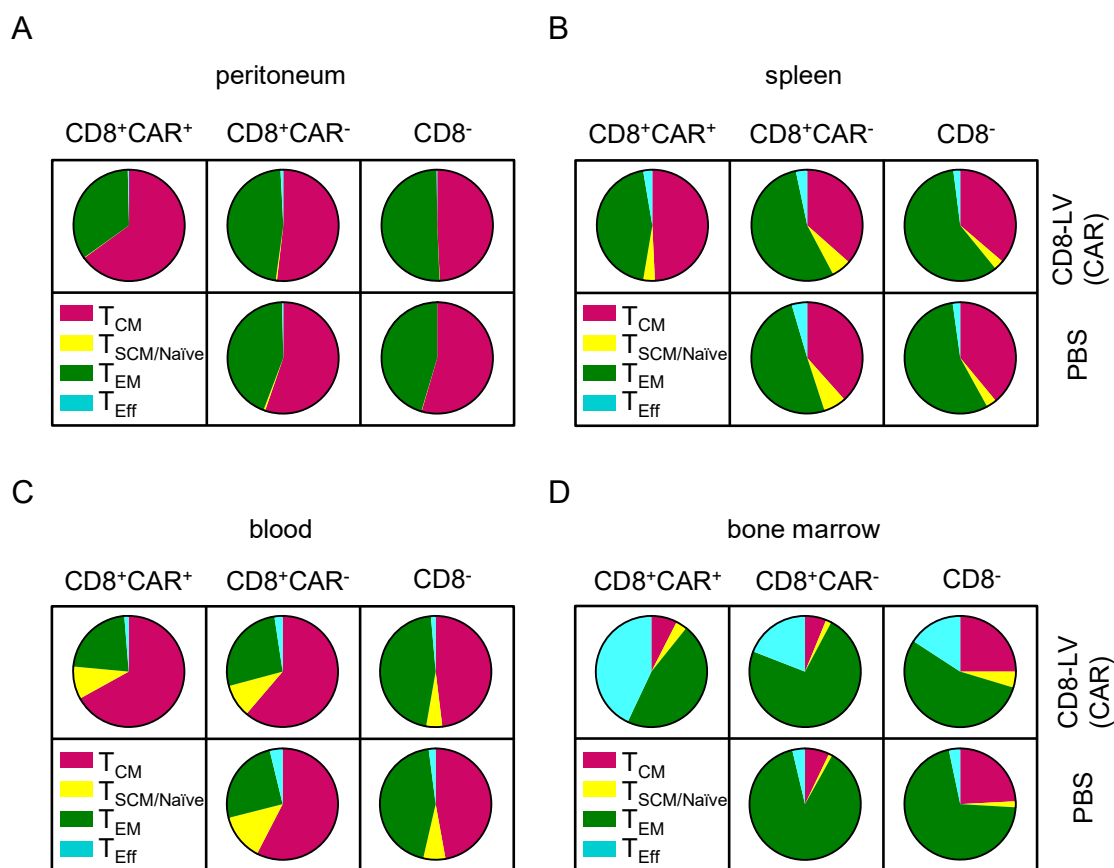 A
peritoneum
CD8⁺CAR⁺ CD8⁺CAR⁻ CD8⁻
T_CM
T_SCM/Naïve
T_EM
T_Eff
B
spleen
CD8⁺CAR⁺ CD8⁺CAR⁻ CD8⁻
CD8-LV
(CAR)
T_CM
T_SCM/Naïve
T_EM
T_Eff
PBS
C
blood
CD8⁺CAR⁺ CD8⁺CAR⁻ CD8⁻
T_CM
T_SCM/Naïve
T_EM
T_Eff
D
bone marrow
CD8⁺CAR⁺ CD8⁺CAR⁻ CD8⁻
CD8-LV
(CAR)
T_CM
T_SCM/Naïve
T_EM
T_Eff
PBS